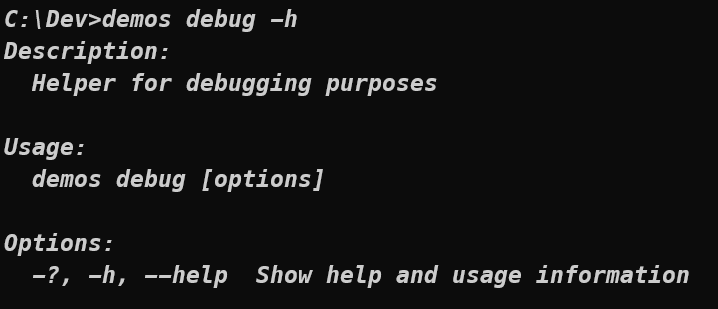 C:\Dev>demos debug -h
Description:
  Helper for debugging purposes

Usage:
  demos debug [options]

Options:
  -?, -h, --help  Show help and usage information